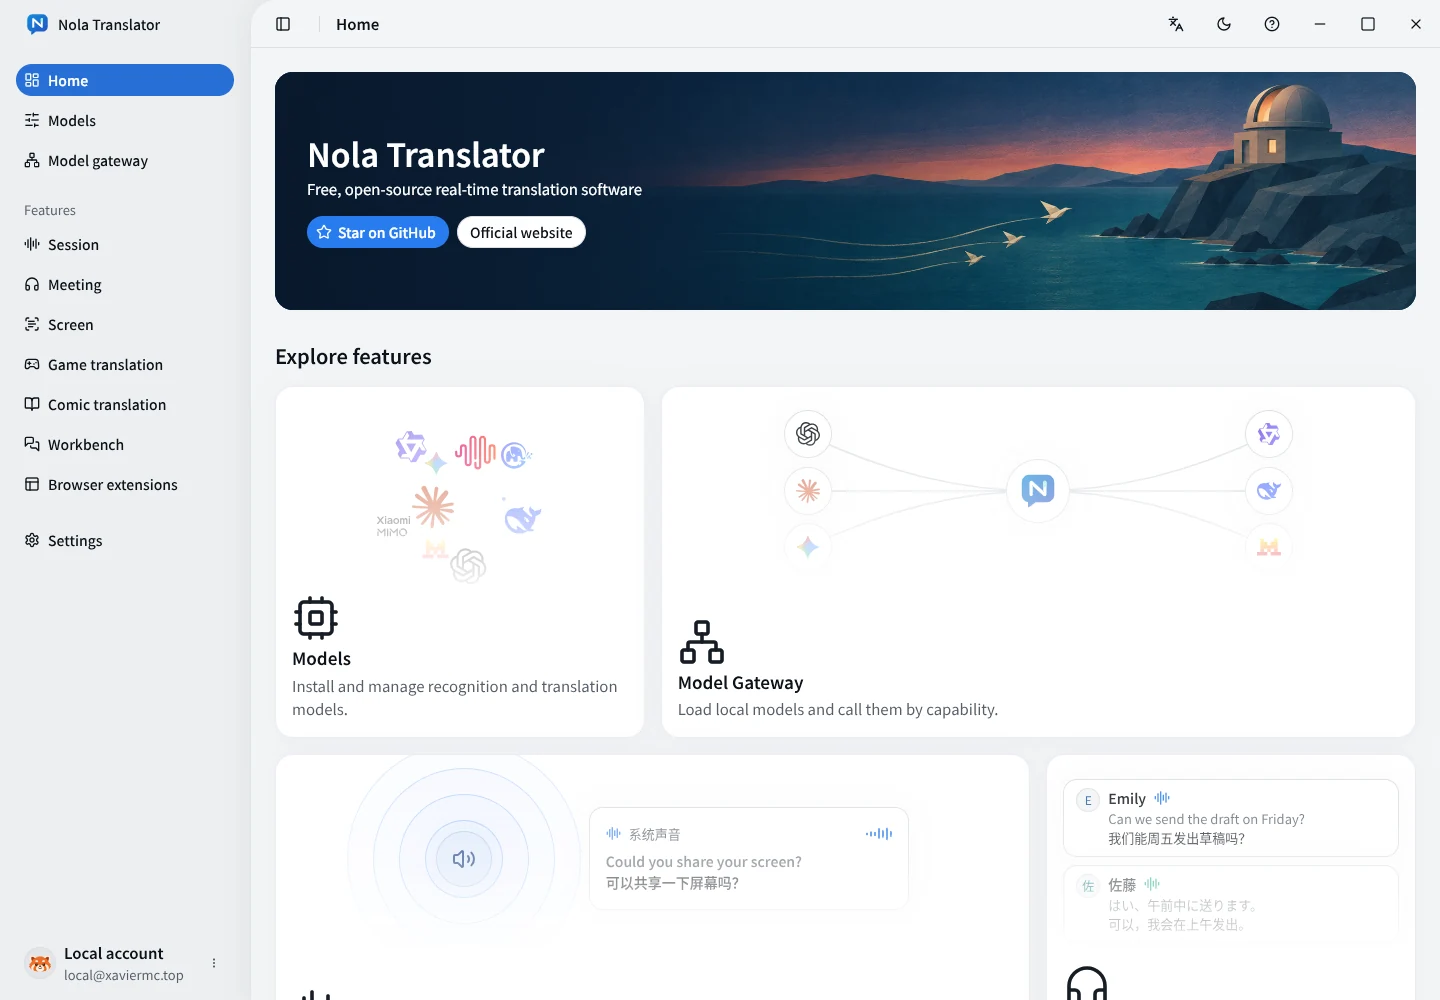 Nola Translator
Home
Home
Models
Model gateway
Features
Session
Meeting
Screen
Game translation
Comic translation
Workbench
Browser extensions
Settings
Local account
local@xaviermc.top
Nola Translator
Free, open-source real-time translation software
Star on GitHub
Official website
Explore features
Xiaomi
MiMO
Models
Install and manage recognition and translation
models.
Model Gateway
Load local models and call them by capability.
系统声音
Could you share your screen?
可以共享一下屏幕吗？
E
Emily
Can we send the draft on Friday?
我们能周五发出草稿吗？
佐
佐藤
はい、午前中に送ります。
可以，我会在上午发出。